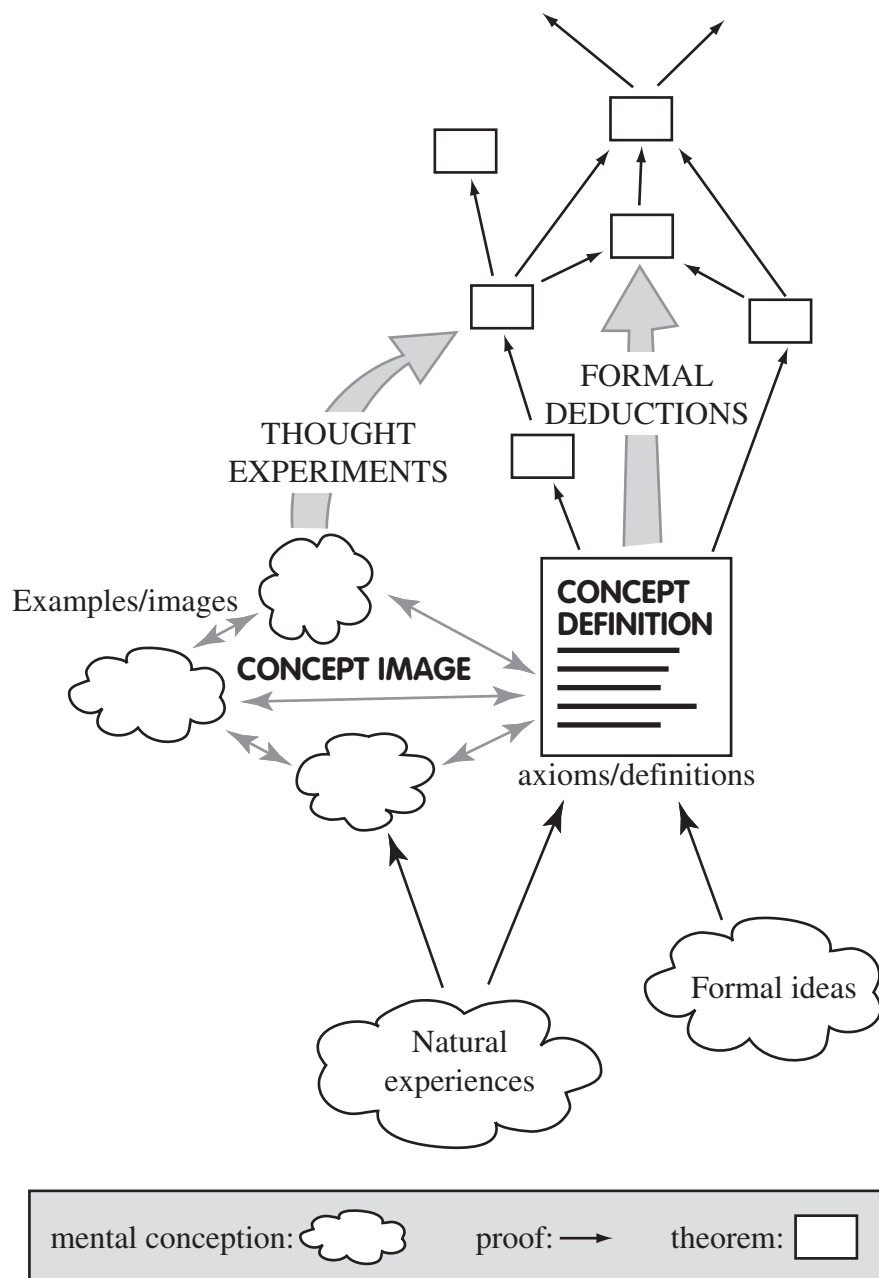 FORMAL
DEDUCTIONS
THOUGHT
EXPERIMENTS
Examples/images
CONCEPT
DEFINITION
CONCEPT IMAGE
axioms/definitions
Formal ideas
Natural
experiences
mental conception: proof: theorem: